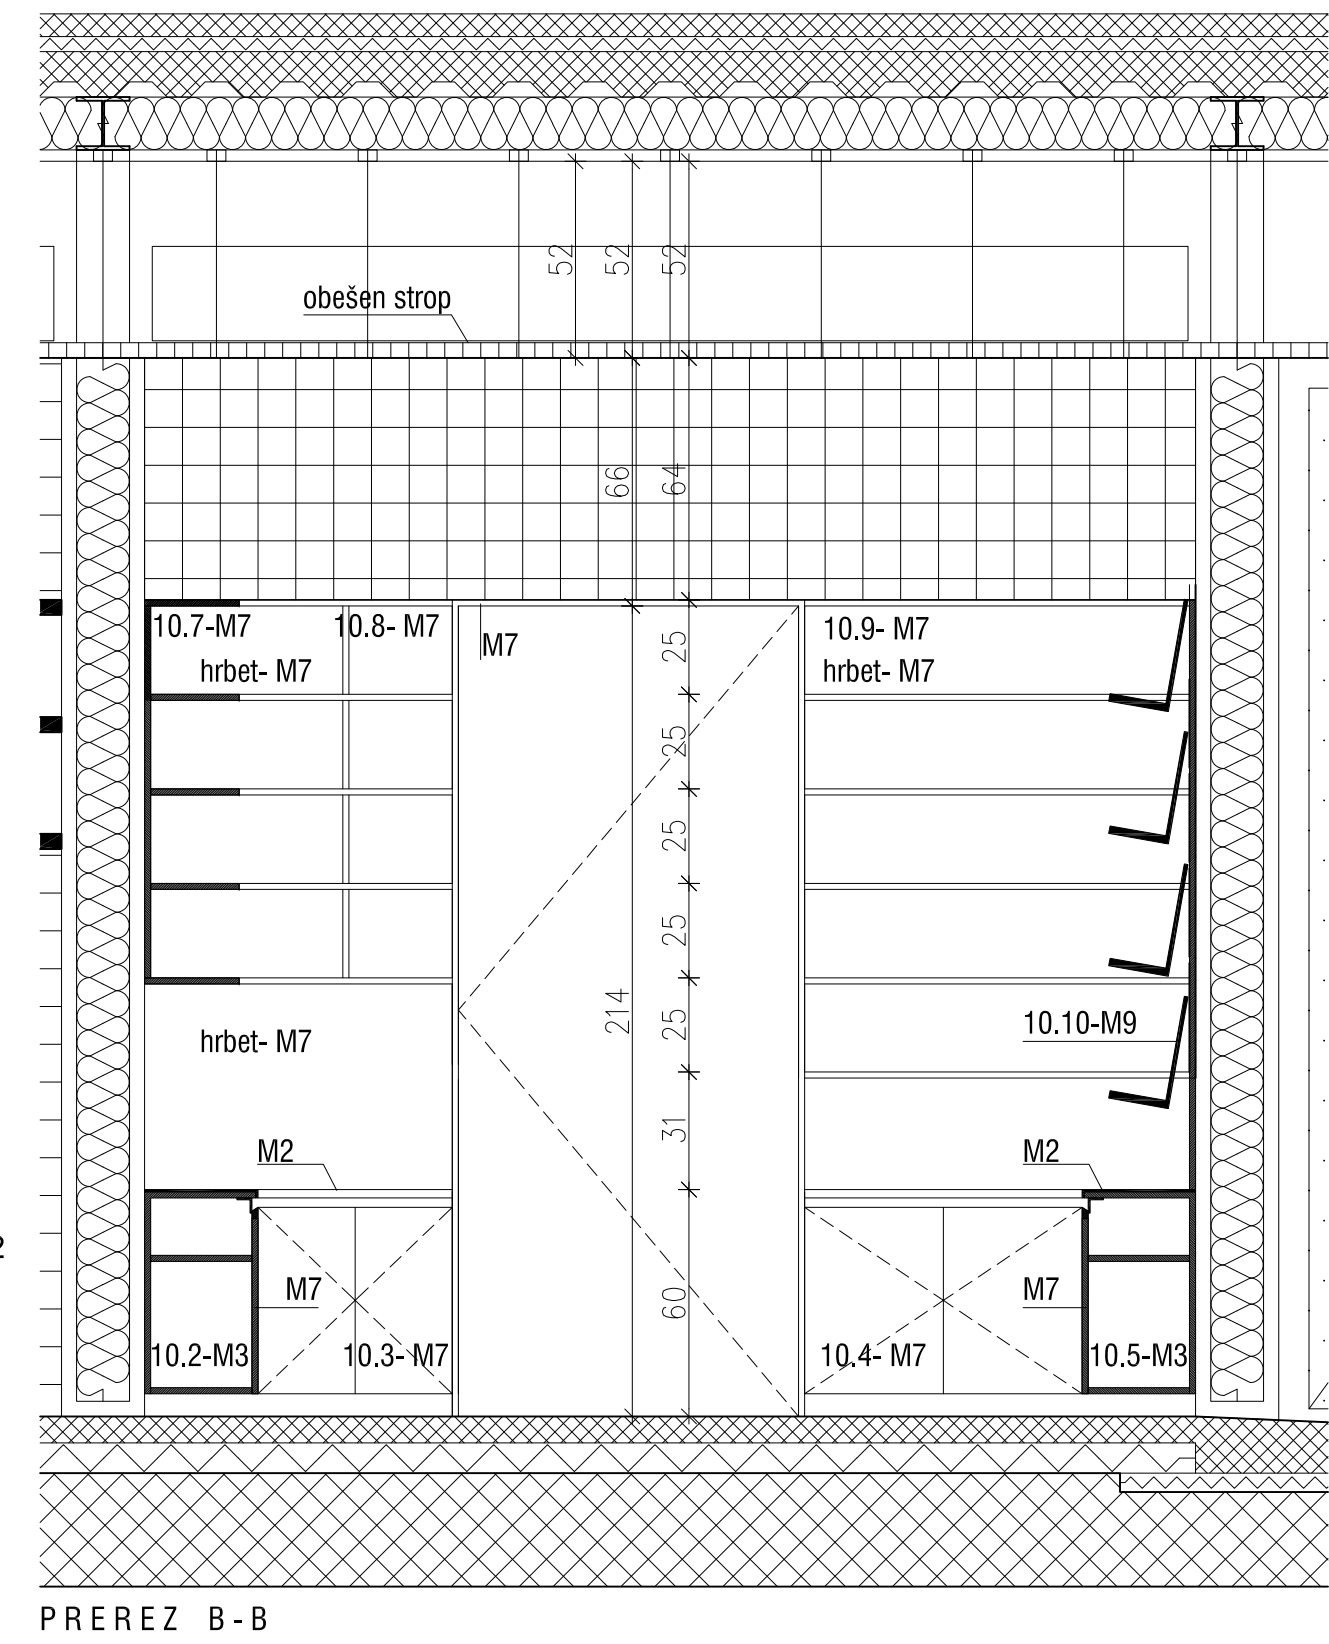 52 52 52
obešen strop
66 64
10.7-M7 10.8- M7 M7 10.9- M7
hrbet- M7 hrbet- M7
25
25
25
25
214 25
hrbet- M7 10.10-M9
31
M2 M2
M7 60 M7
10.2-M3 10.3- M7 10.4- M7 10.5-M3
PREREZ B-B